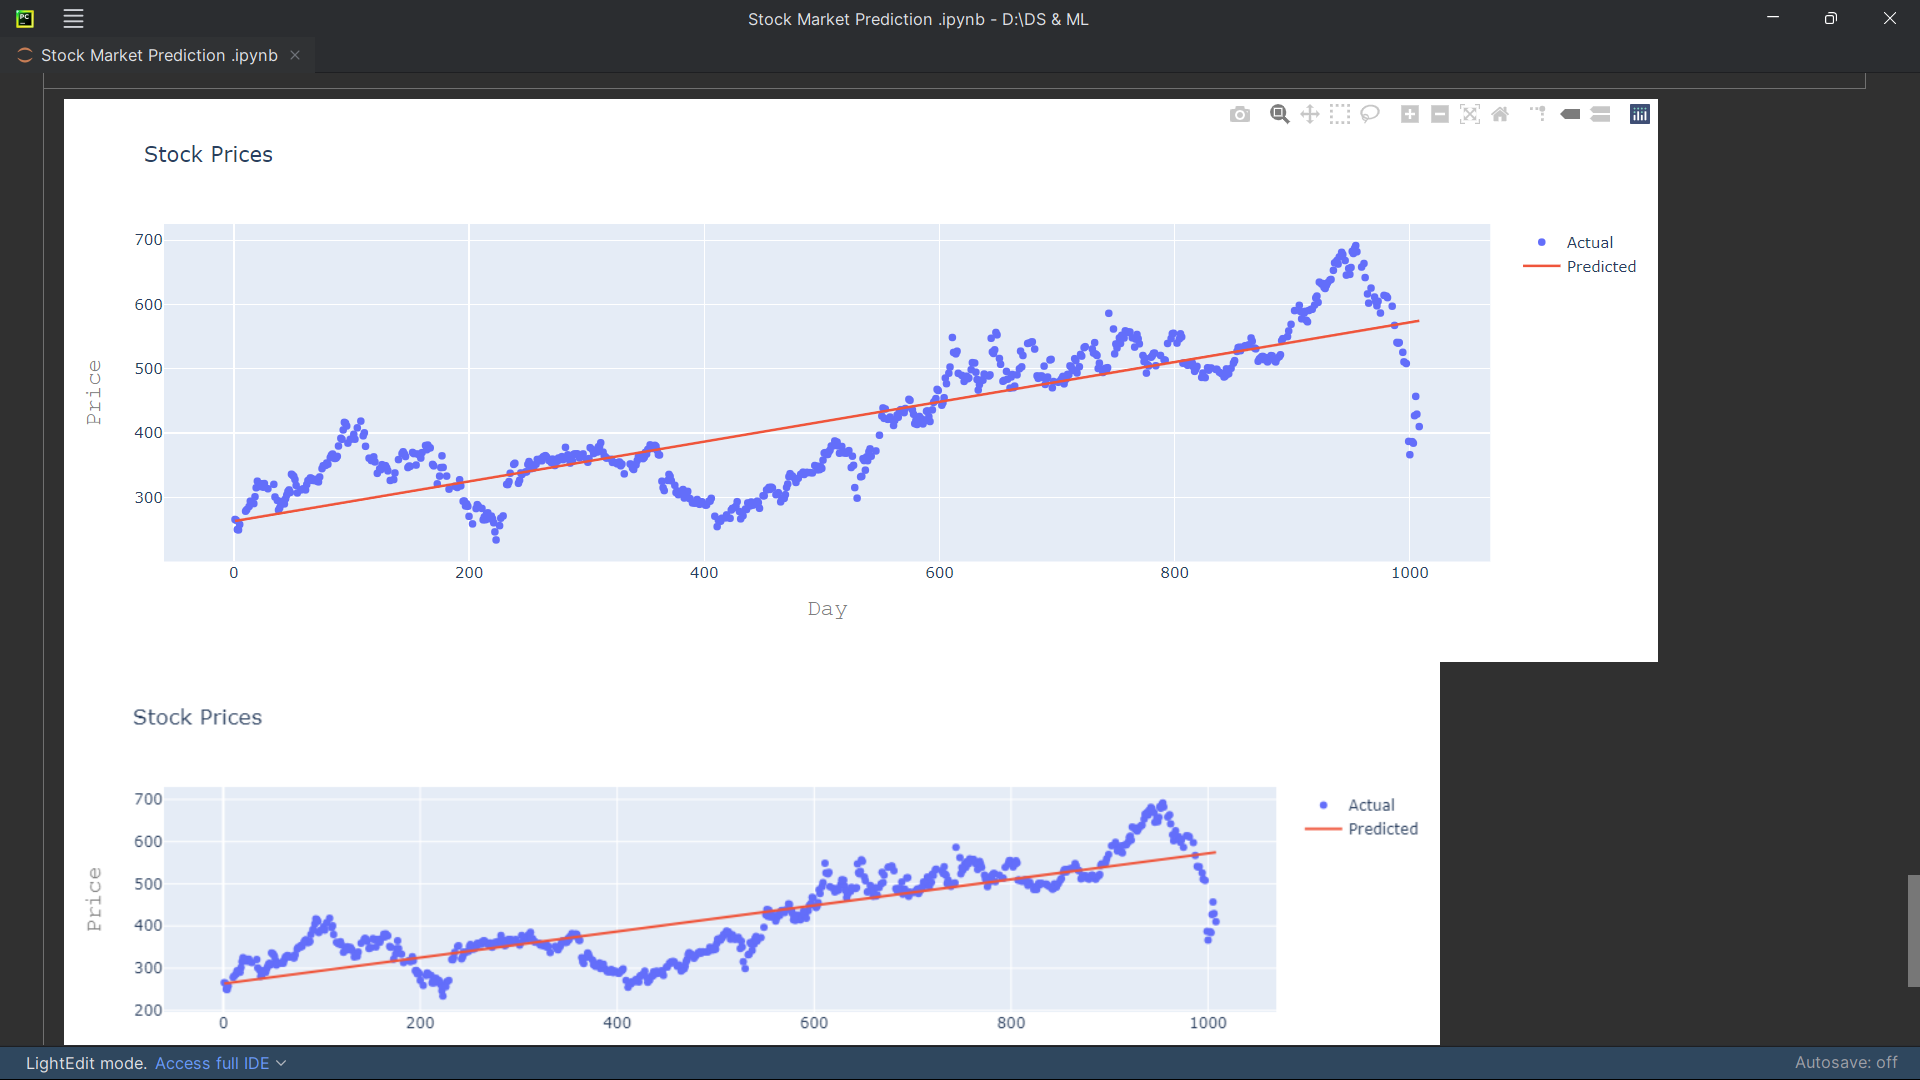 PC
Stock Market Prediction .ipynb - D:\DS & ML
Stock Market Prediction .ipynb
Stock Prices
700
600
500
400
300
Price
0 200 400 600 800 1000
Day
Actual
Predicted
Stock Prices
700
600
500
400
300
200
Price
0 200 400 600 800 1000
Actual
Predicted
LightEdit mode. Access full IDE
Autosave: off